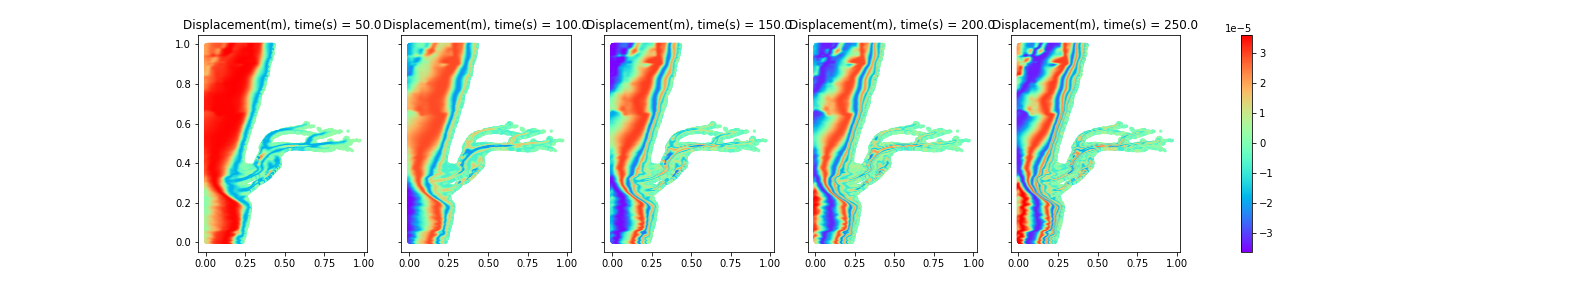 Displacement(m), time(s) = 50.0
Displacement(m), time(s) = 100.0
Displacement(m), time(s) = 150.0
Displacement(m), time(s) = 200.0
Displacement(m), time(s) = 250.0
1e−5
1.0
0.8
0.6
0.4
0.2
0.0
0.00 0.25 0.50 0.75 1.00
0.00 0.25 0.50 0.75 1.00
0.00 0.25 0.50 0.75 1.00
0.00 0.25 0.50 0.75 1.00
0.00 0.25 0.50 0.75 1.00
3
2
1
0
−1
−2
−3